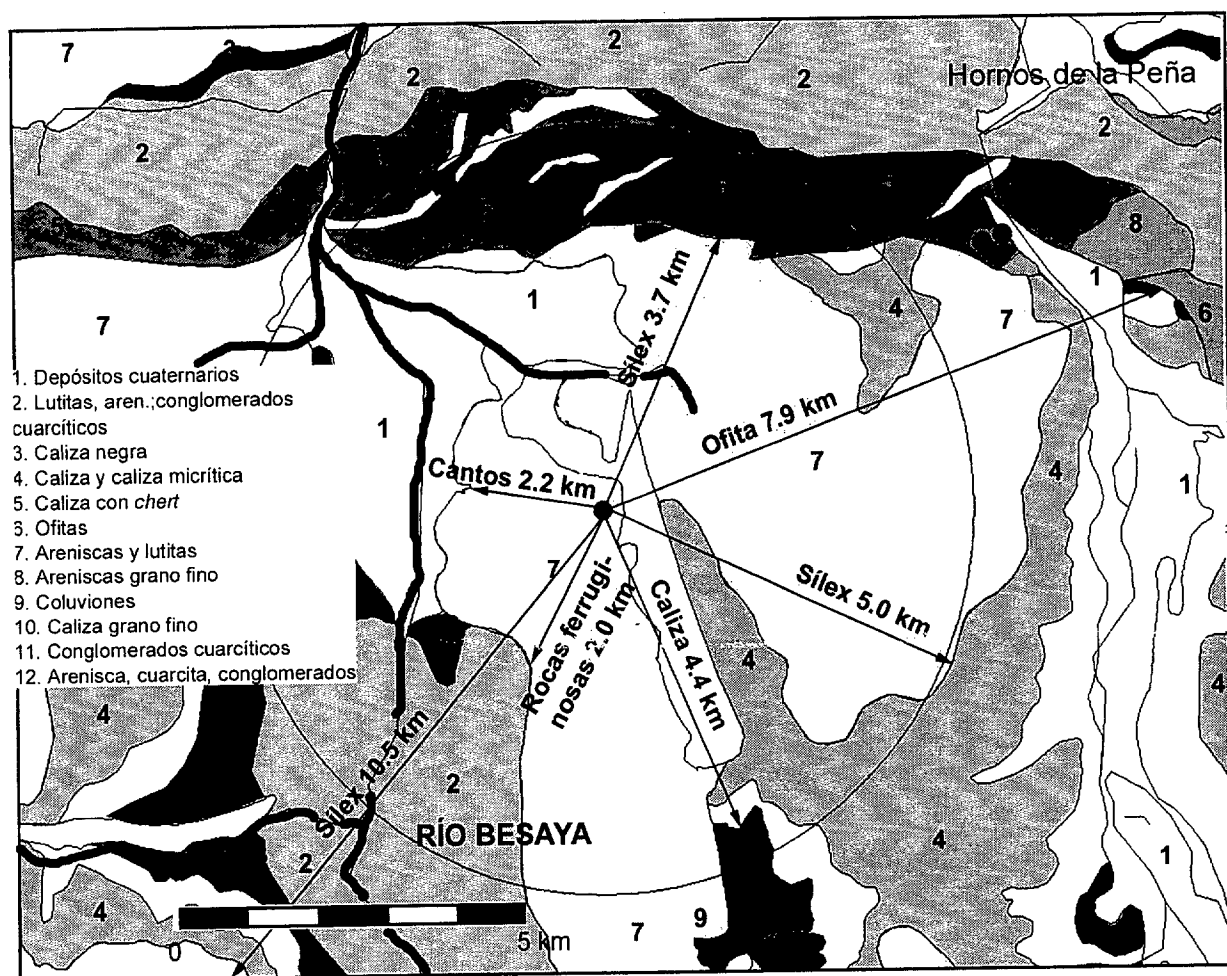 7
2
2
2
2
Hornos de la Peña
2
2
8
7
1
Sílex 3.7 km
4
7
1
6
1. Depósitos cuaternarios
2. Lutitas, aren.;conglomerados
cuarcíticos
3. Caliza negra
4. Caliza y caliza micrítica
5. Caliza con chert
6. Ofitas
7. Areniscas y lutitas
8. Areniscas grano fino
9. Coluviones
10. Caliza grano fino
11. Conglomerados cuarcíticos
12. Arenisca, cuarcita, conglomerados
1
Ofita 7.9 km
7
4
1
Cantos 2.2 km
7
Rocas ferrugi-
nosas 2.0 km
Caliza 4.4 km
Sílex 5.0 km
4
4
4
Sílex 10.5 km
2
RÍO BESAYA
2
4
1
4
0
5 km
7
9